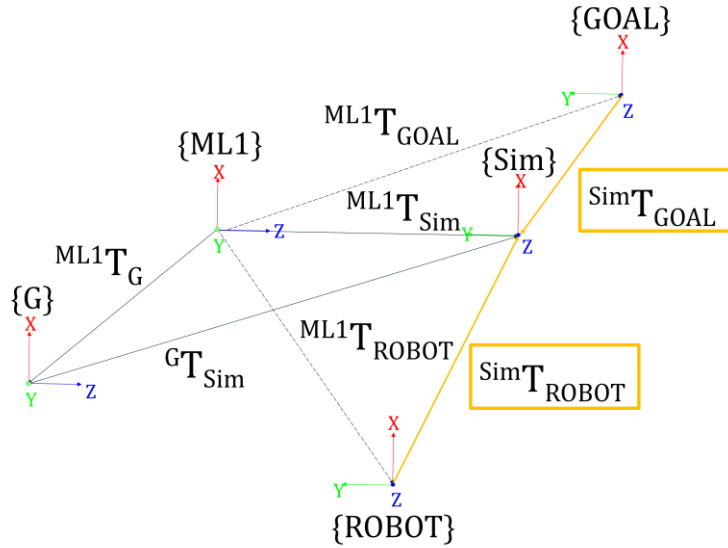 {GOAL}
X
Y
Z
ML1TGOAL
{ML1}
X
{Sim}
X
SimTGOAL
ML1TSim
Z
Y
Y
Z
ML1TG
{G}
X
ML1TROBOT
GTSim
SimTROBOT
Y
Z
X
Y
Z
{ROBOT}